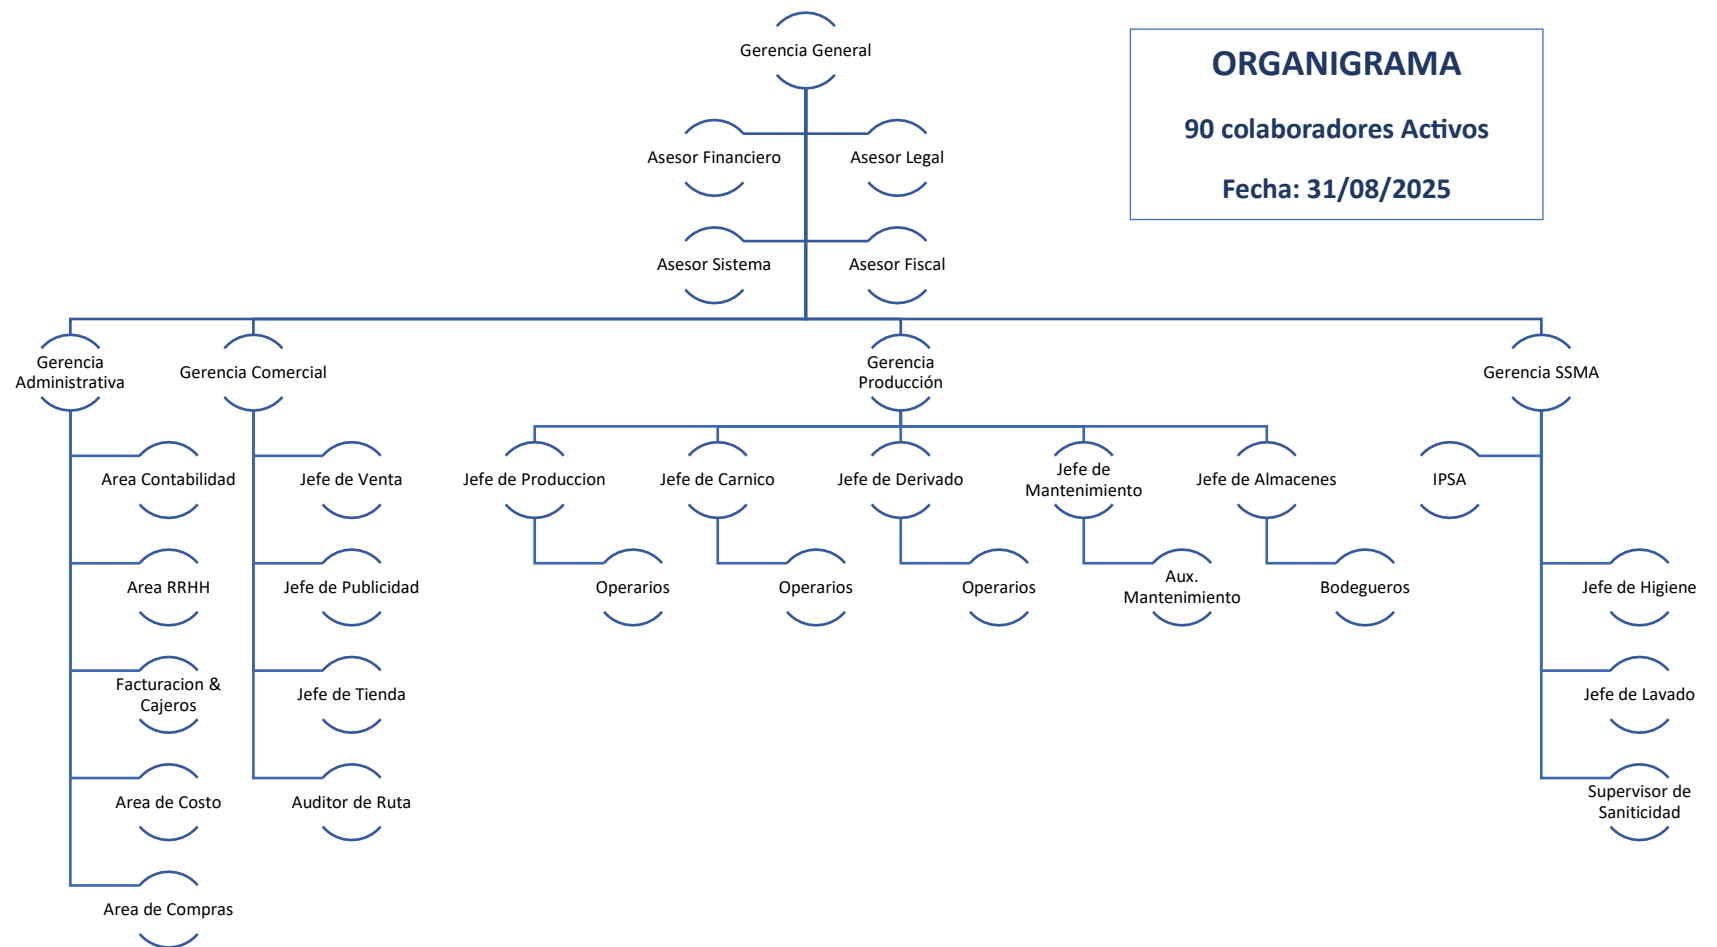 ORGANIGRAMA
90 colaboradores Activos
Fecha: 31/08/2025
Gerencia General
Asesor Financiero
Asesor Legal
Asesor Sistema
Asesor Fiscal
Gerencia
Administrativa
Gerencia Comercial
Gerencia
Producción
Gerencia SSMA
Area Contabilidad
Area RRHH
Facturacion &
Cajeros
Area de Costo
Area de Compras
Jefe de Venta
Jefe de Publicidad
Jefe de Tienda
Auditor de Ruta
Jefe de Produccion
Operarios
Jefe de Carnico
Operarios
Jefe de Derivado
Operarios
Jefe de
Mantenimiento
Aux.
Mantenimiento
Jefe de Almacenes
Bodegueros
IPSA
Jefe de Higiene
Jefe de Lavado
Supervisor de
Saniticidad